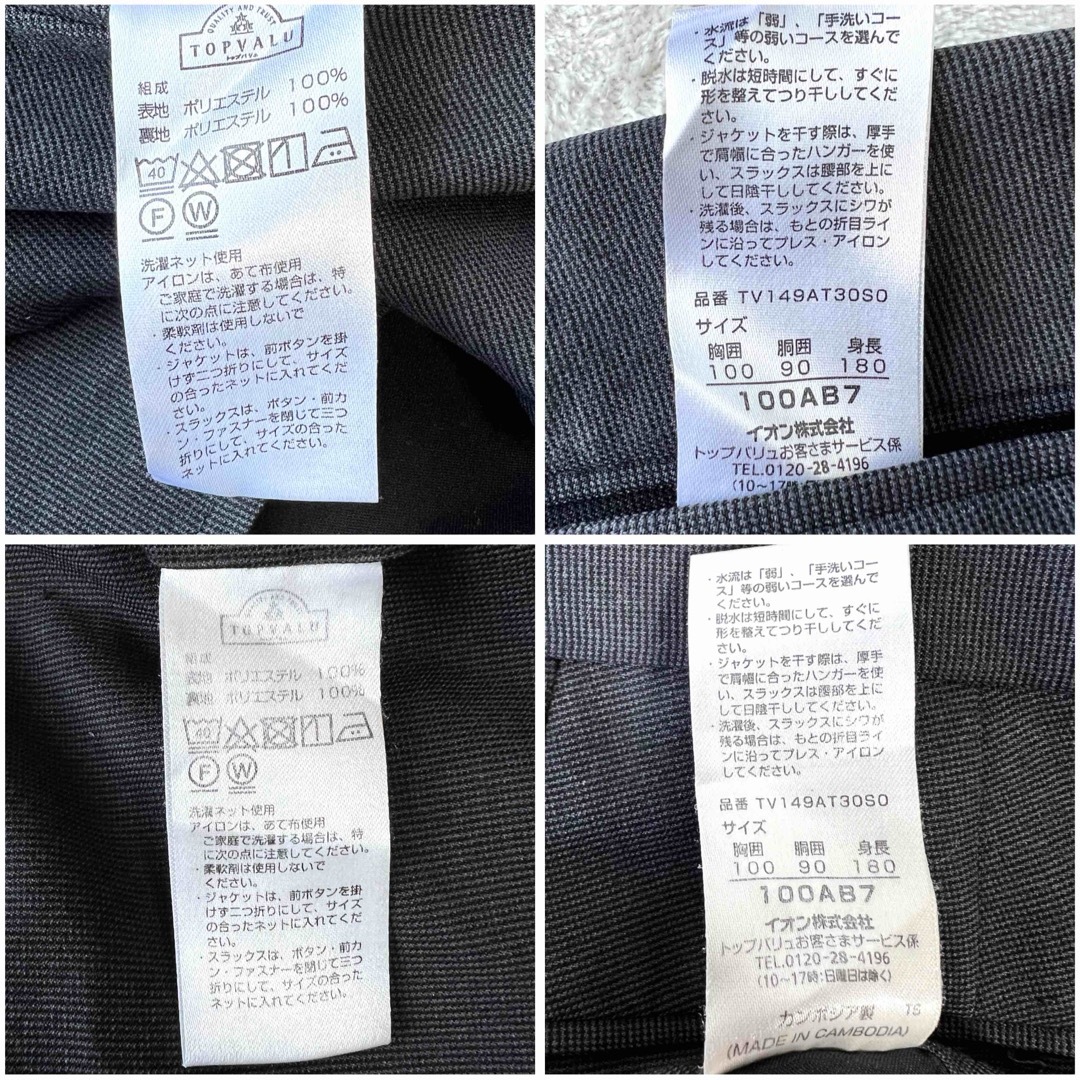 QUALITY AND TRUST
TOPVALU
トップバリュ
組成
表地 ポリエステル 100%
裏地 ポリエステル 100%
40
F W
洗濯ネット使用
アイロンは、あて布使用
ご家庭で洗濯する場合は、特
に次の点に注意してください。
・柔軟剤は使用しないで
ください。
・ジャケットは、前ボタンを掛
けず二つ折りにして、サイズ
の合ったネットに入れてくだ
さい。
・スラックスは、ボタン・前カ
ン・ファスナーを閉じて三つ
折りにして、サイズの合った
ネットに入れてください。
・水流は「弱」、「手洗いコー
ス」等の弱いコースを選んで
ください。
・脱水は短時間にして、すぐに
形を整えてつり干ししてくだ
さい。
・ジャケットを干す際は、厚手
で肩幅に合ったハンガーを使
い、スラックスは腰部を上に
して日陰干ししてください。
・洗濯後、スラックスにシワが
残る場合は、もとの折目ライ
ンに沿ってプレス・アイロン
してください。
品番 TV149AT30S0
サイズ
胸囲 胴囲 身長
100 90 180
100AB7
イオン株式会社
トップバリュお客さまサービス係
TEL.0120-28-4196
(10〜17時
TOPVALU
組成
表地 ポリエステル 100%
裏地 ポリエステル 100%
40
F W
洗濯ネット使用
アイロンは、あて布使用
ご家庭で洗濯する場合は、特
に次の点に注意してください。
・柔軟剤は使用しないで
ください。
・ジャケットは、前ボタンを掛
けず二つ折りにして、サイズ
の合ったネットに入れてくだ
さい。
・スラックスは、ボタン・前カ
ン・ファスナーを閉じて三つ
折りにして、サイズの合った
ネットに入れてください。
・水流は「弱」、「手洗いコー
ス」等の弱いコースを選んで
ください。
・脱水は短時間にして、すぐに
形を整えてつり干ししてくだ
さい。
・ジャケットを干す際は、厚手
で肩幅に合ったハンガーを使
い、スラックスは腰部を上に
して日陰干ししてください。
・洗濯後、スラックスにシワが
残る場合は、もとの折目ライ
ンに沿ってプレス・アイロン
してください。
品番 TV149AT30S0
サイズ
胸囲 胴囲 身長
100 90 180
100AB7
イオン株式会社
トップバリュお客さまサービス係
TEL.0120-28-4196
(10〜17時:日曜日は除く)
カンボジア製 TS
(MADE IN CAMBODIA)